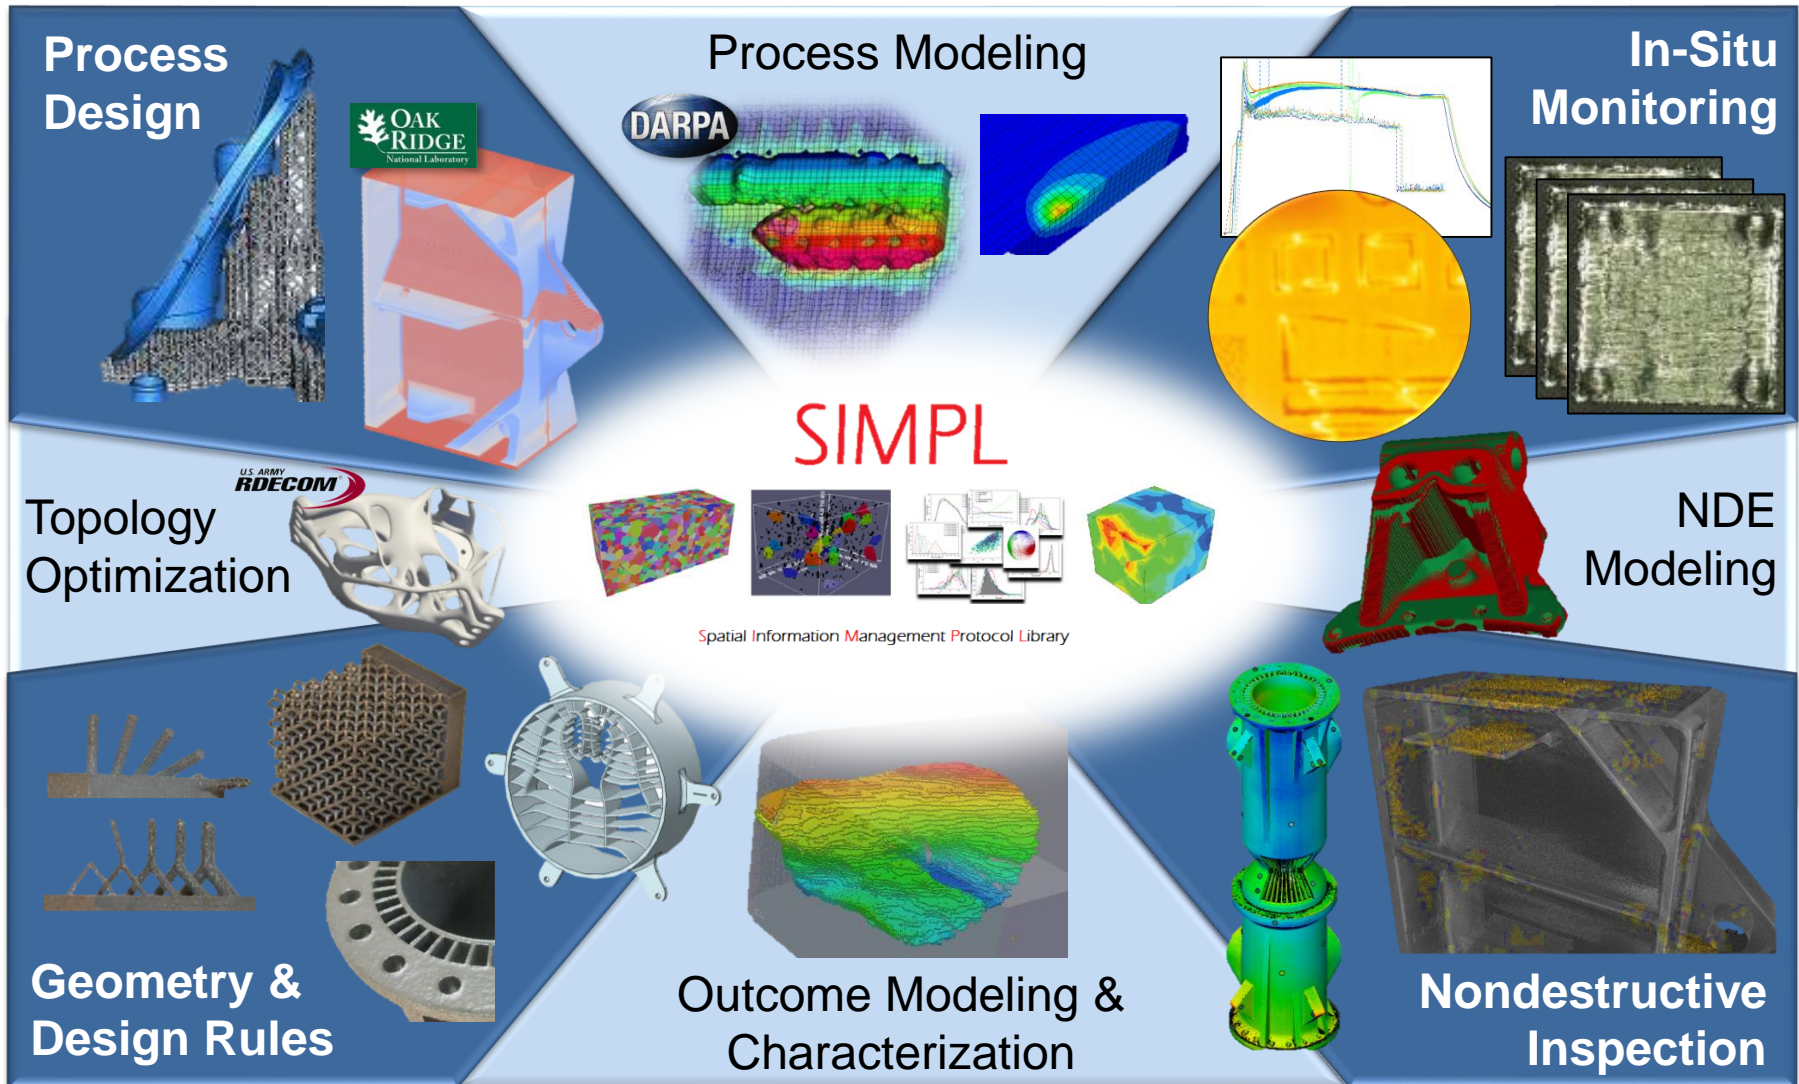 Process
Design
OAK
RIDGE
National Laboratory
Process Modeling
DARPA
In-Situ
Monitoring
SIMPL
Spatial Information Management Protocol Library
U.S. ARMY
RDECOM
Topology
Optimization
NDE
Modeling
Geometry &
Design Rules
Outcome Modeling &
Characterization
Nondestructive
Inspection